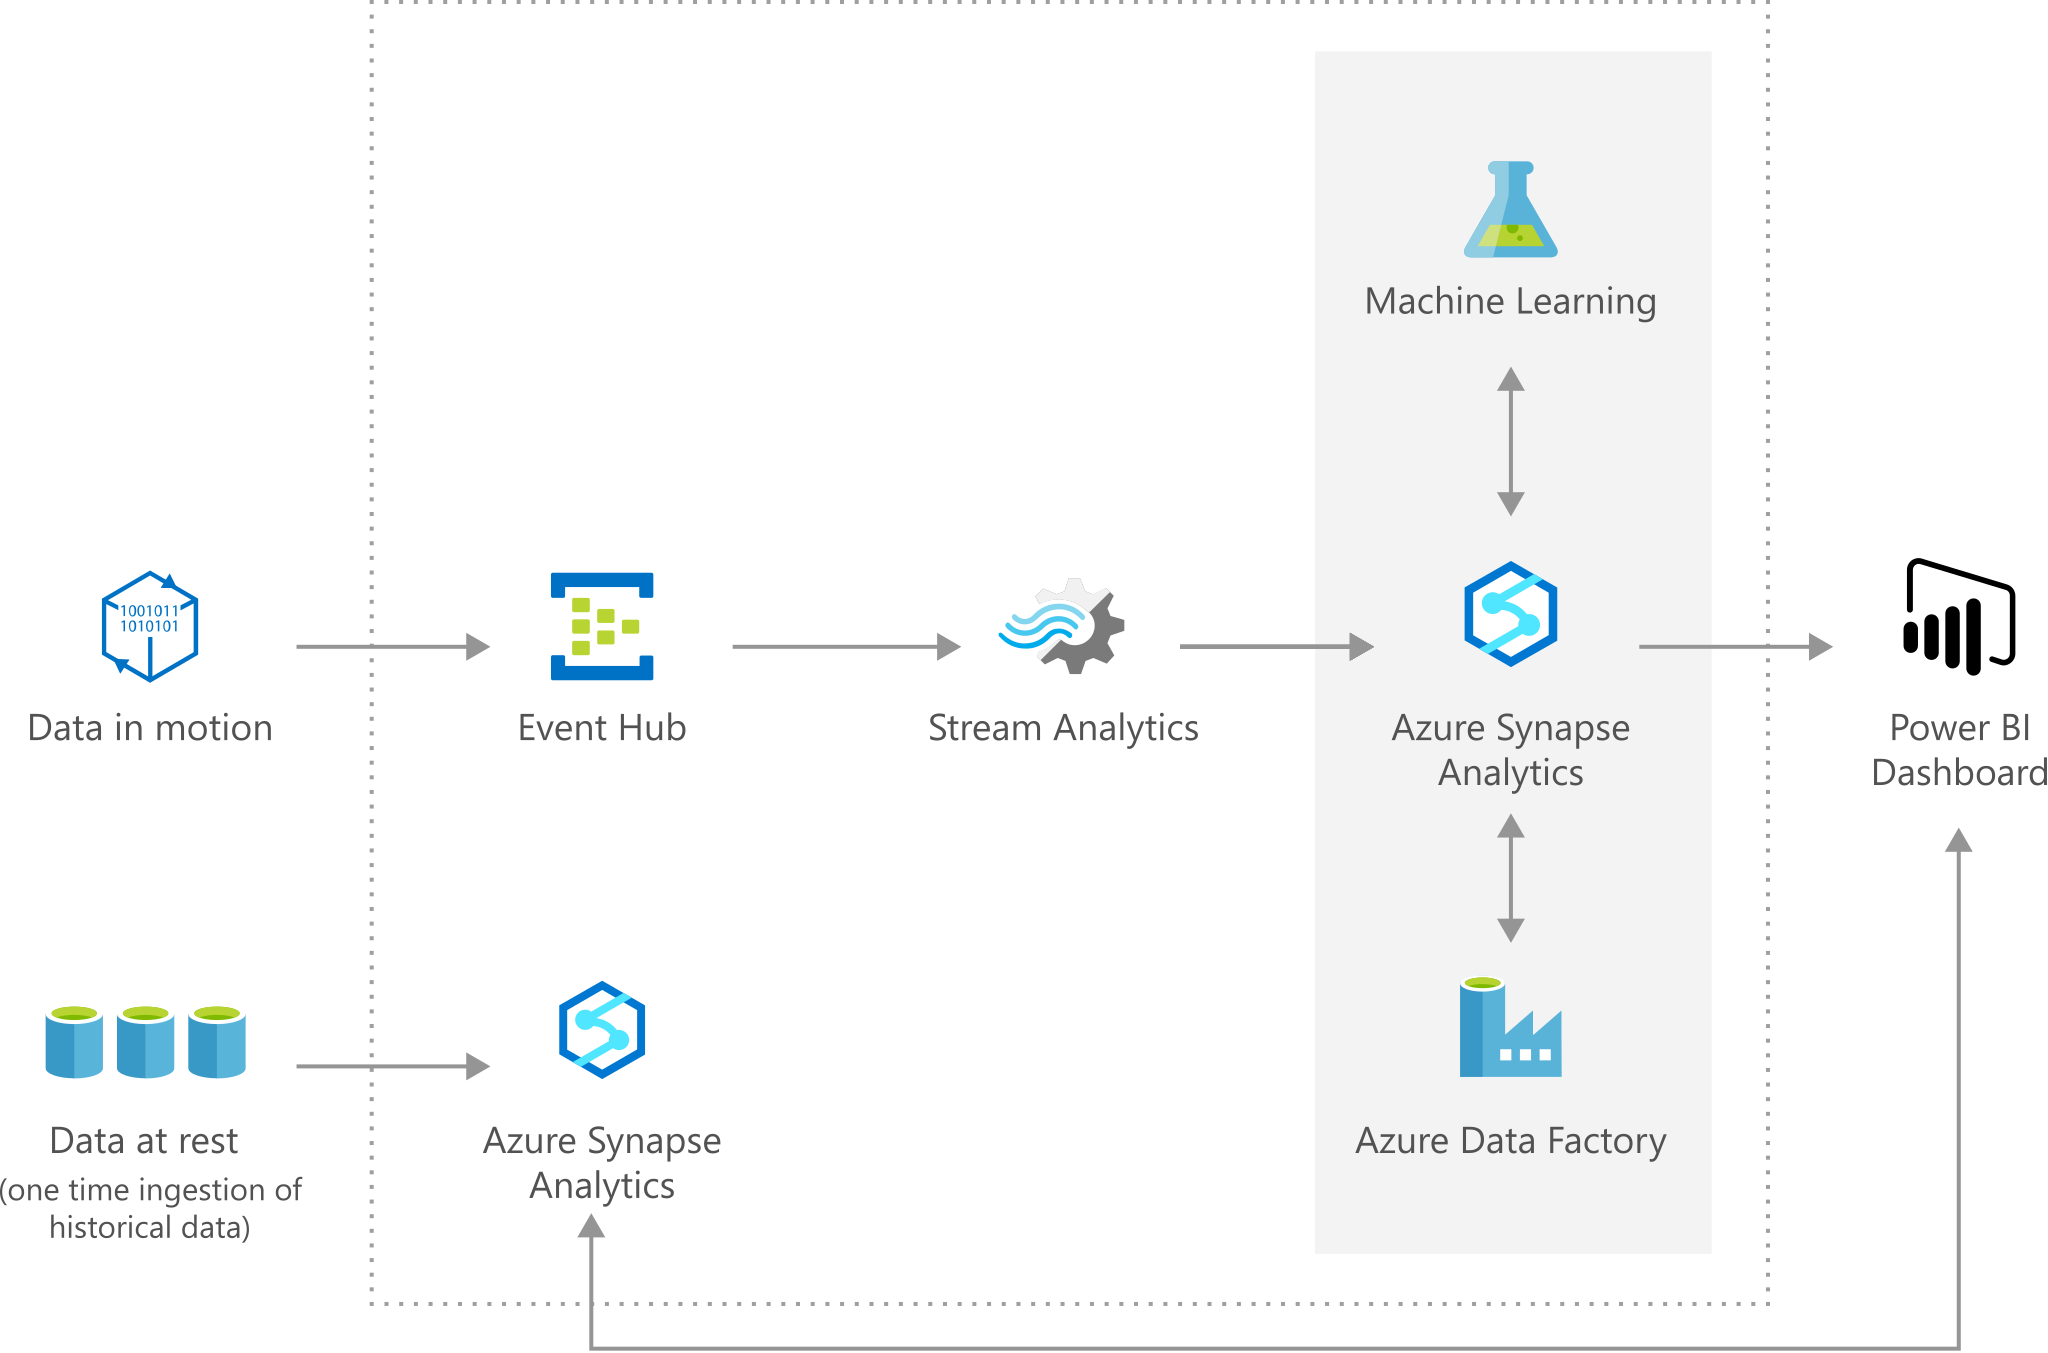 Machine Learning
1001011
1010101
Data in motion
Event Hub
Stream Analytics
Azure Synapse
Analytics
Power BI
Dashboard
Data at rest
(one time ingestion of
historical data)
Azure Synapse
Analytics
Azure Data Factory